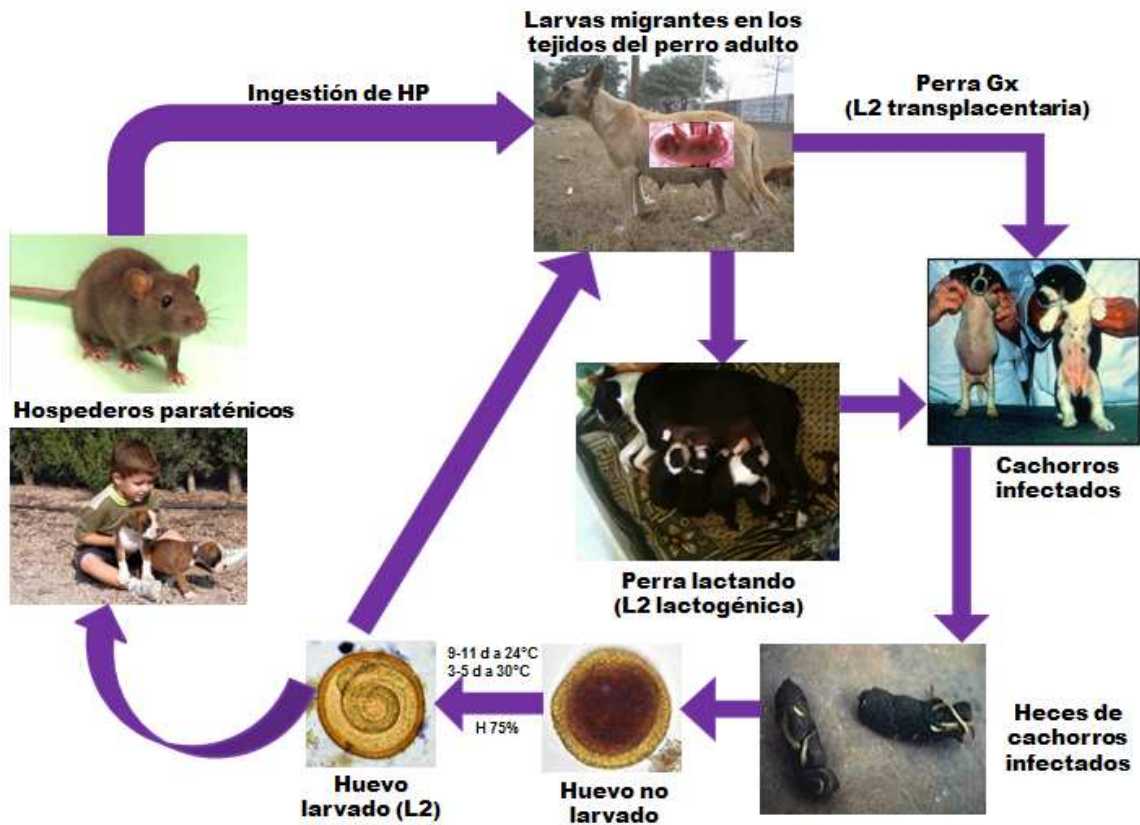 Larvas migrantes en los
tejidos del perro adulto
Ingestión de HP
Perra Gx
(L2 transplacentaria)
Hospederos paraténicos
Cachorros
infectados
Perra lactando
(L2 lactogénica)
9-11 d a 24°C
3-5 d a 30°C
H 75%
Heces de
cachorros
infectados
Huevo
larvado (L2)
Huevo no
larvado